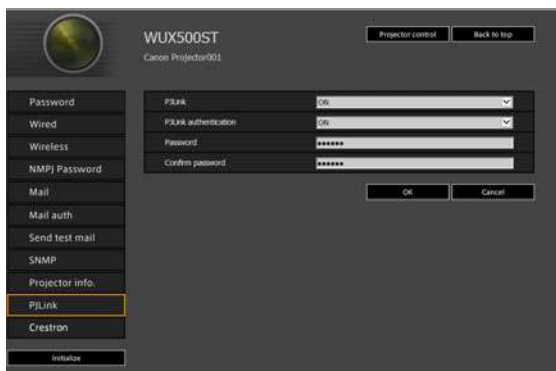 WUX500ST
Projector control
Back to top
Canon Projector001
Password
Wired
Wireless
NMPJ Password
Mail
Mail auth
Send test mail
SNMP
Projector info.
PJLink
Crestron
Initialize
PJLink
ON
PJLink authentication
ON
Password
••••••
Confirm password
••••••
OK
Cancel